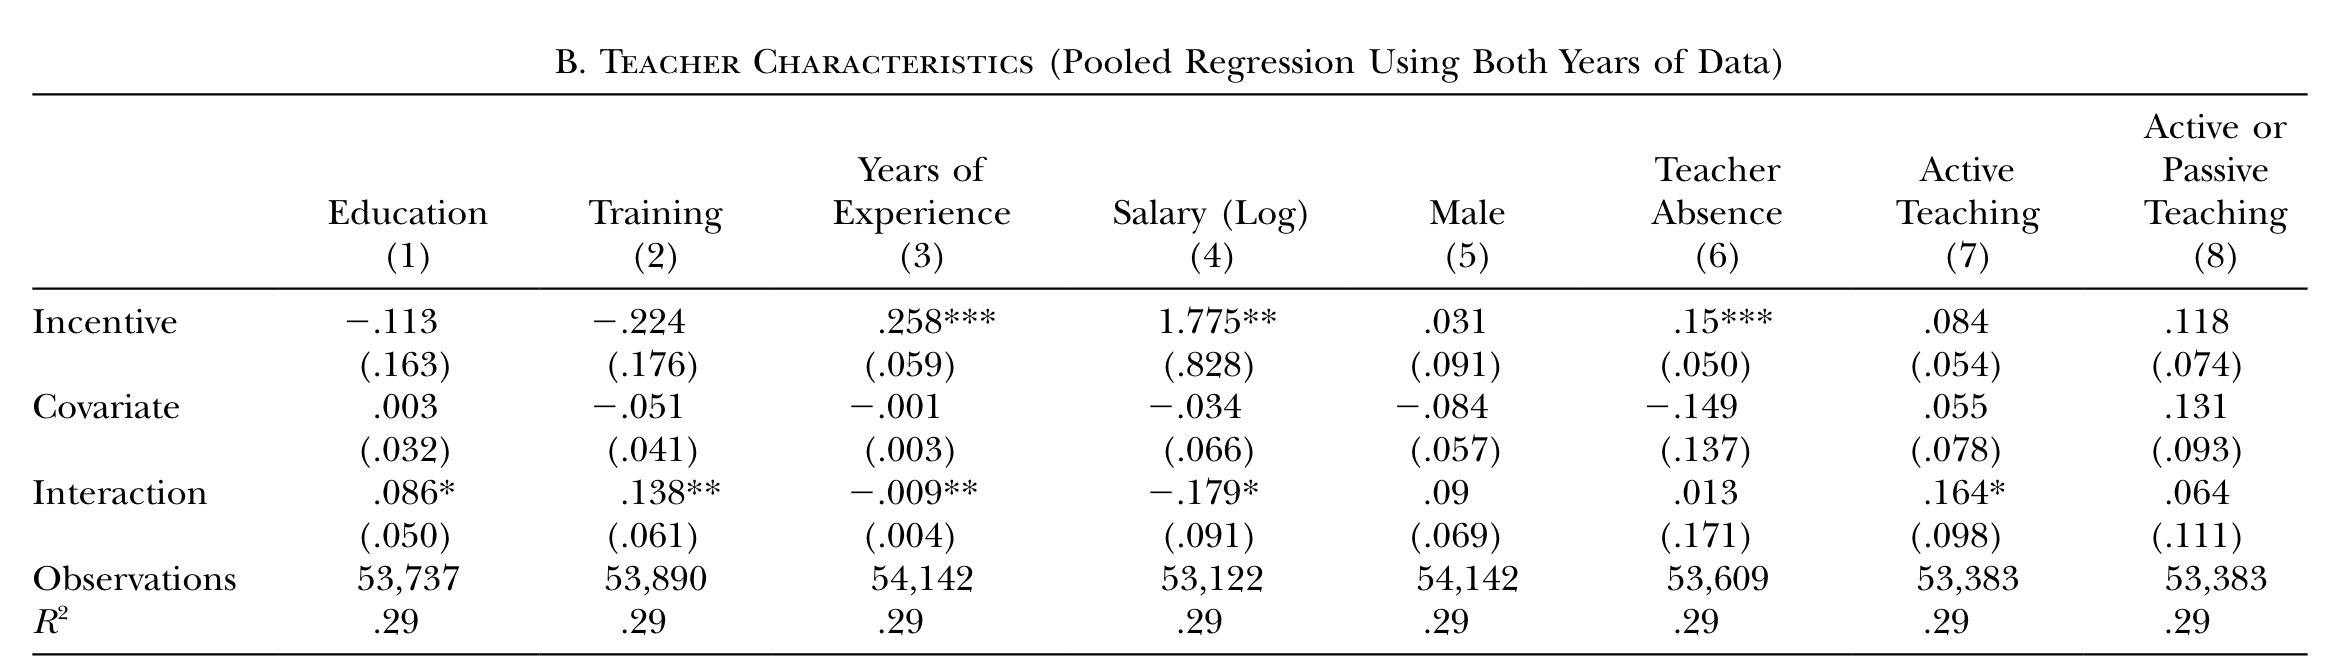 B. Teacher Characteristics (Pooled Regression Using Both Years of Data)
Active or
Years of Teacher Active Passive
Education Training Experience Salary (Log) Male Absence Teaching Teaching
(1) (2) (3) (4) (5) (6) (7) (8)
Incentive −.113 −.224 .258*** 1.775** .031 .15*** .084 .118
(.163) (.176) (.059) (.828) (.091) (.050) (.054) (.074)
Covariate .003 −.051 −.001 −.034 −.084 −.149 .055 .131
(.032) (.041) (.003) (.066) (.057) (.137) (.078) (.093)
Interaction .086* .138** −.009** −.179* .09 .013 .164* .064
(.050) (.061) (.004) (.091) (.069) (.171) (.098) (.111)
Observations 53,737 53,890 54,142 53,122 54,142 53,609 53,383 53,383
R² .29 .29 .29 .29 .29 .29 .29 .29